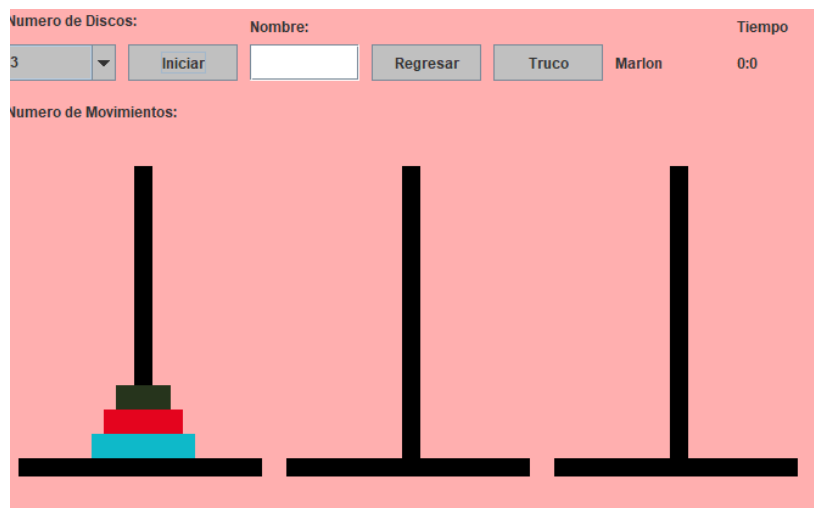 Numero de Discos:
Nombre:
Tiempo
3
Iniciar
Regresar
Truco
Marlon
0:0
Numero de Movimientos: